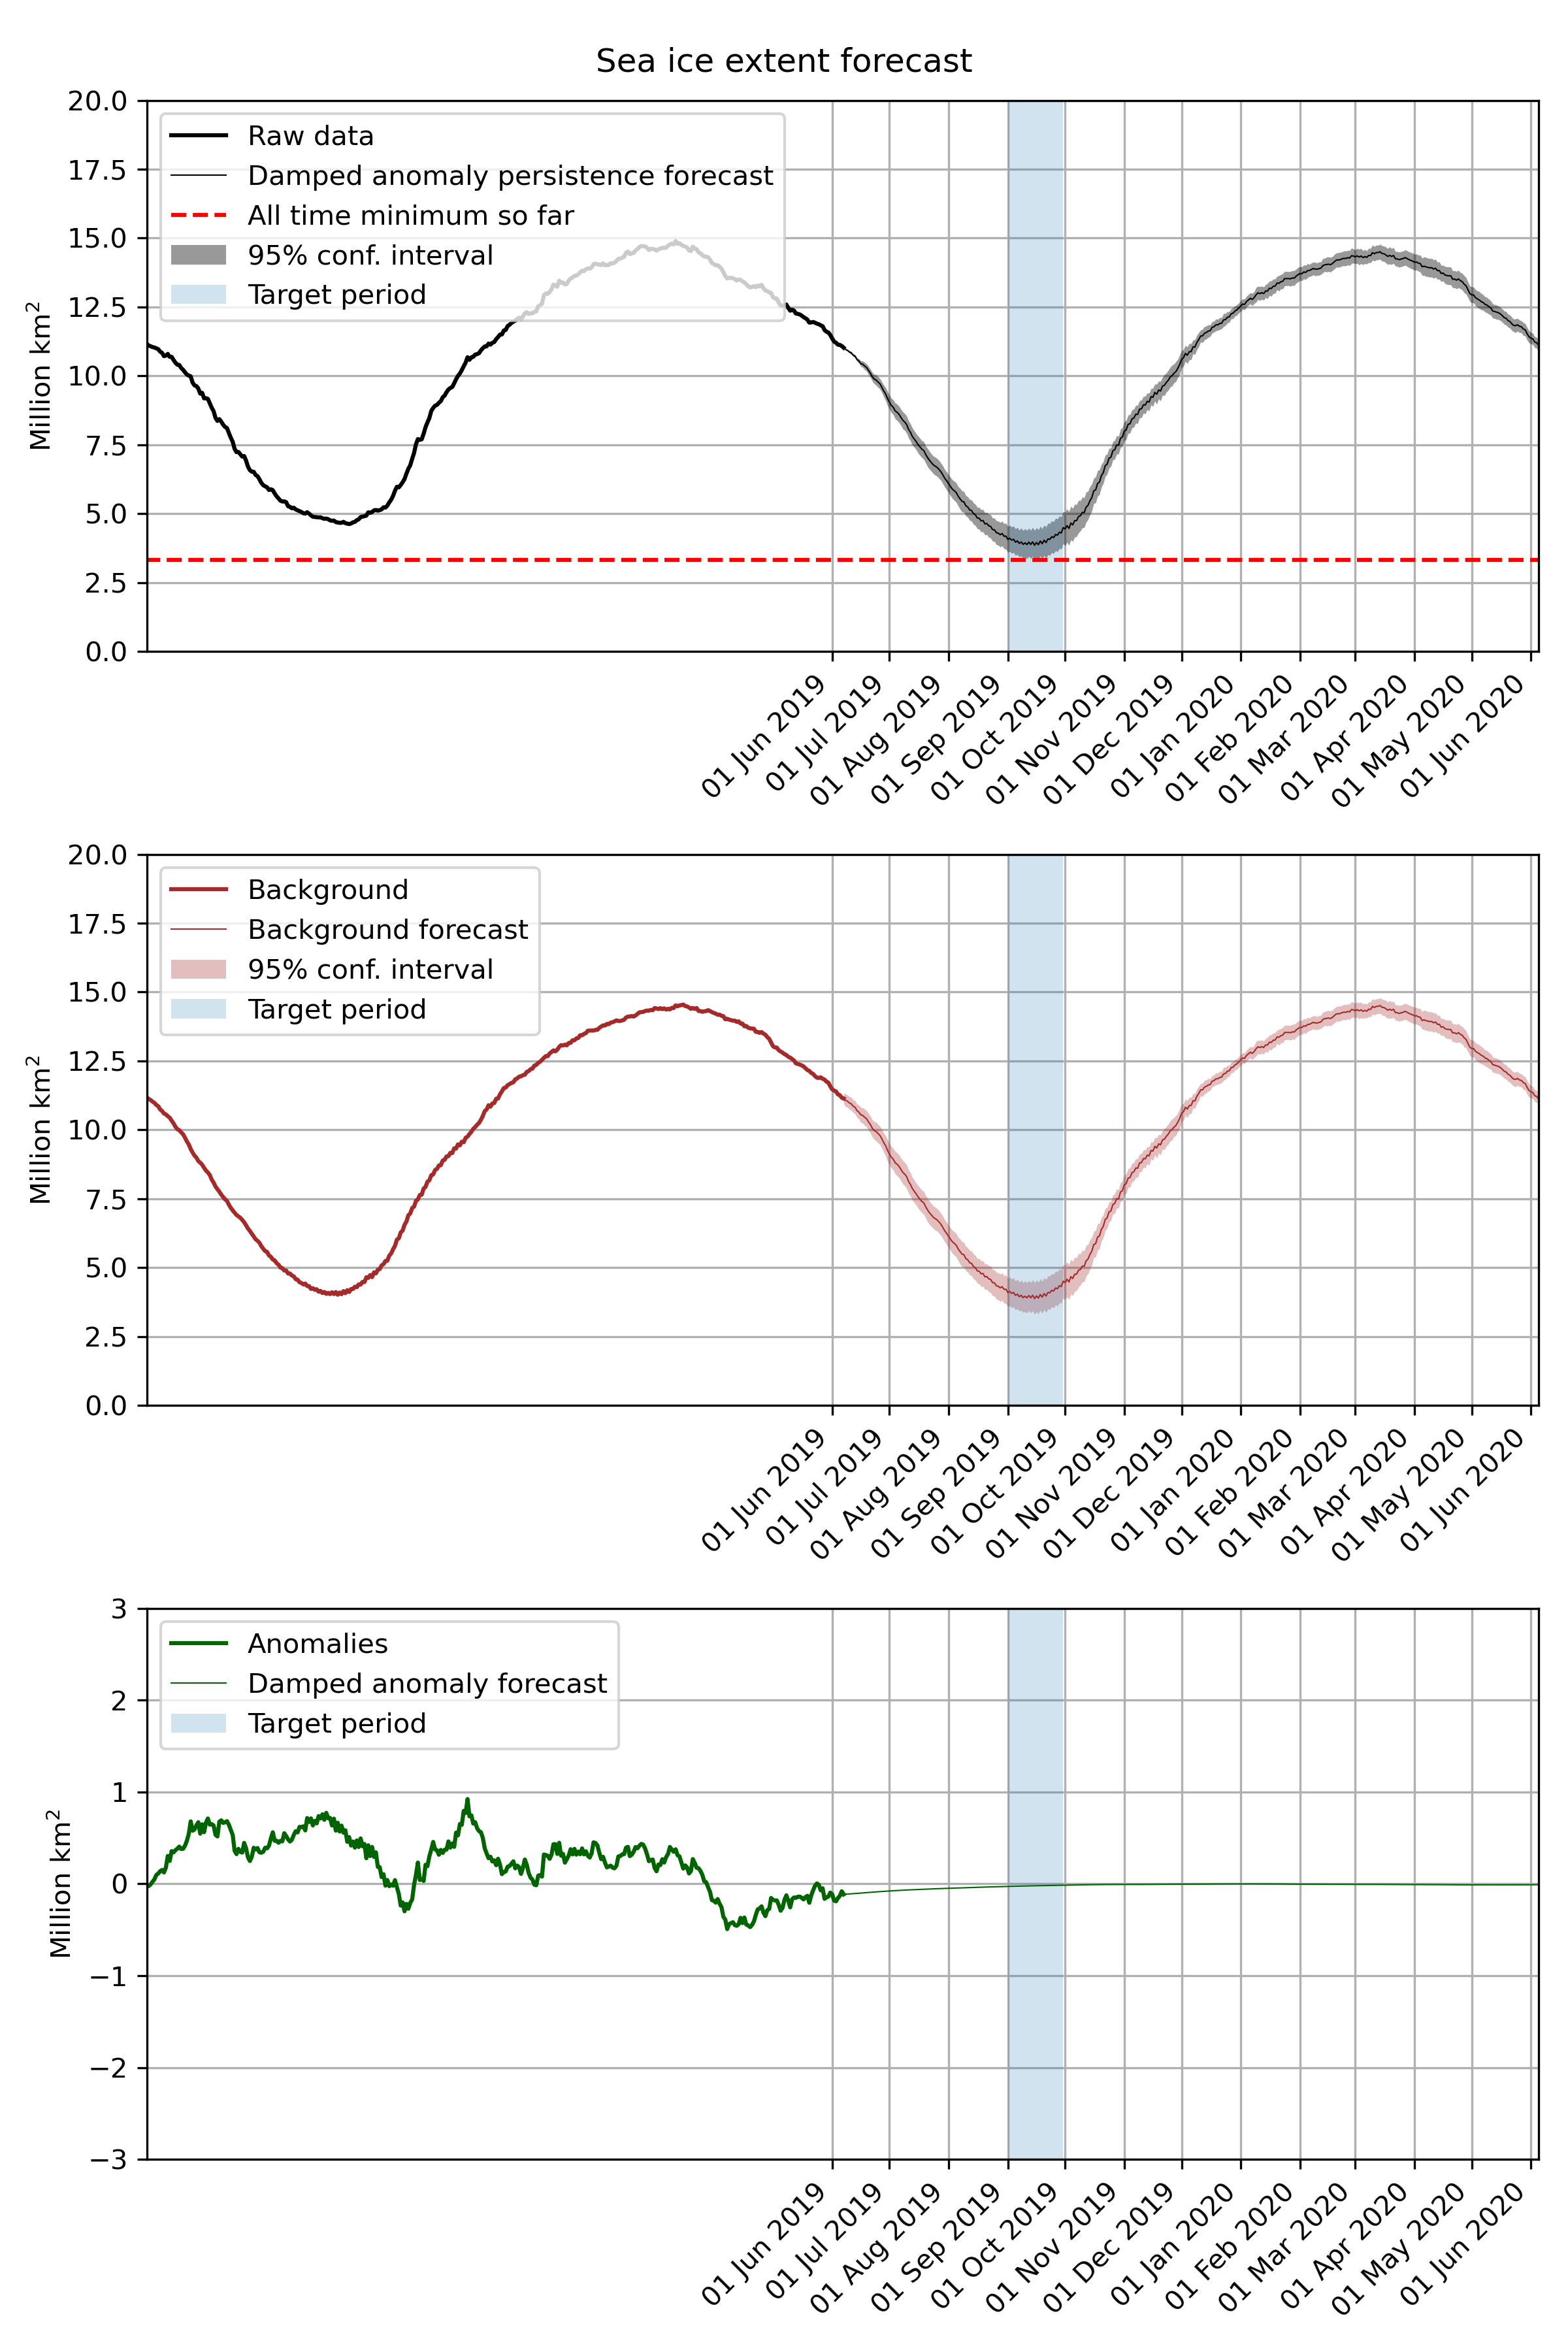 Sea ice extent forecast
20.0
17.5
15.0
12.5
10.0
7.5
5.0
2.5
0.0
Million km²
Raw data
Damped anomaly persistence forecast
All time minimum so far
95% conf. interval
Target period
01 Jun 2019
01 Jul 2019
01 Aug 2019
01 Sep 2019
01 Oct 2019
01 Nov 2019
01 Dec 2019
01 Jan 2020
01 Feb 2020
01 Mar 2020
01 Apr 2020
01 May 2020
01 Jun 2020
20.0
17.5
15.0
12.5
10.0
7.5
5.0
2.5
0.0
Million km²
Background
Background forecast
95% conf. interval
Target period
01 Jun 2019
01 Jul 2019
01 Aug 2019
01 Sep 2019
01 Oct 2019
01 Nov 2019
01 Dec 2019
01 Jan 2020
01 Feb 2020
01 Mar 2020
01 Apr 2020
01 May 2020
01 Jun 2020
3
2
1
0
−1
−2
−3
Million km²
Anomalies
Damped anomaly forecast
Target period
01 Jun 2019
01 Jul 2019
01 Aug 2019
01 Sep 2019
01 Oct 2019
01 Nov 2019
01 Dec 2019
01 Jan 2020
01 Feb 2020
01 Mar 2020
01 Apr 2020
01 May 2020
01 Jun 2020